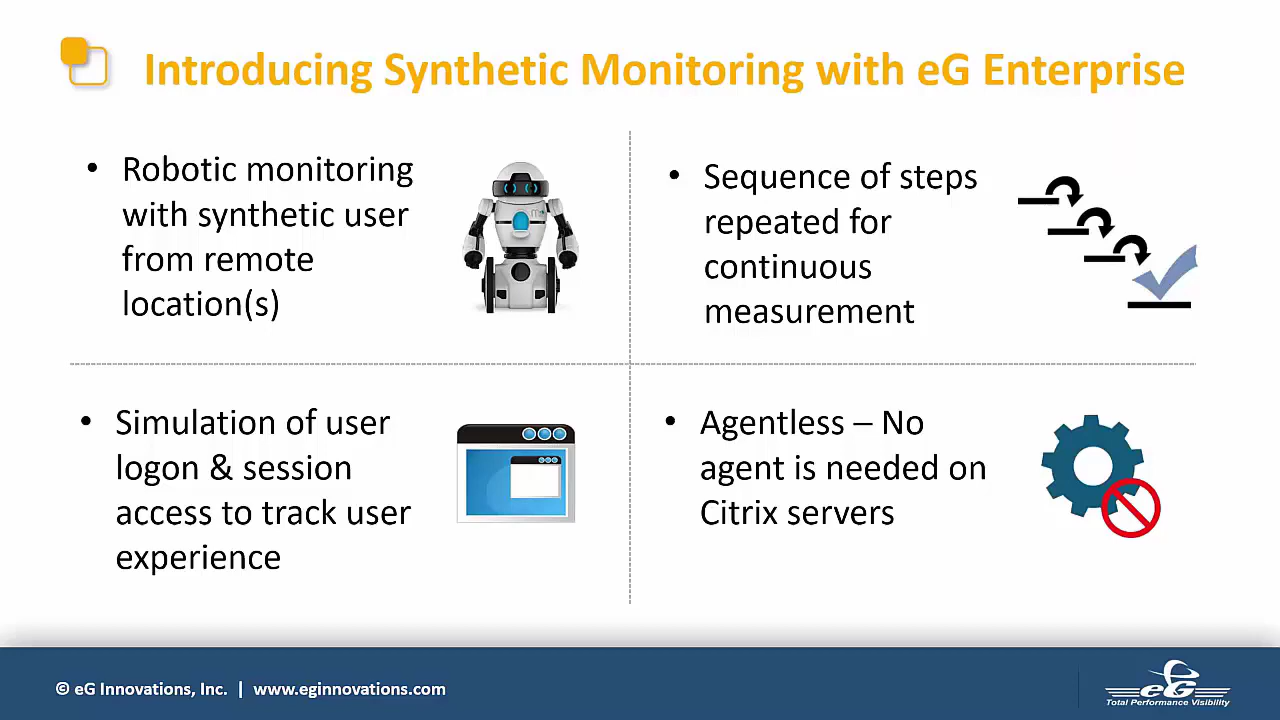 Introducing Synthetic Monitoring with eG Enterprise
• Robotic monitoring
with synthetic user
from remote
location(s)
• Sequence of steps
repeated for
continuous
measurement
• Simulation of user
logon & session
access to track user
experience
• Agentless – No
agent is needed on
Citrix servers
© eG Innovations, Inc. | www.eginnovations.com
eG
Total Performance Visibility